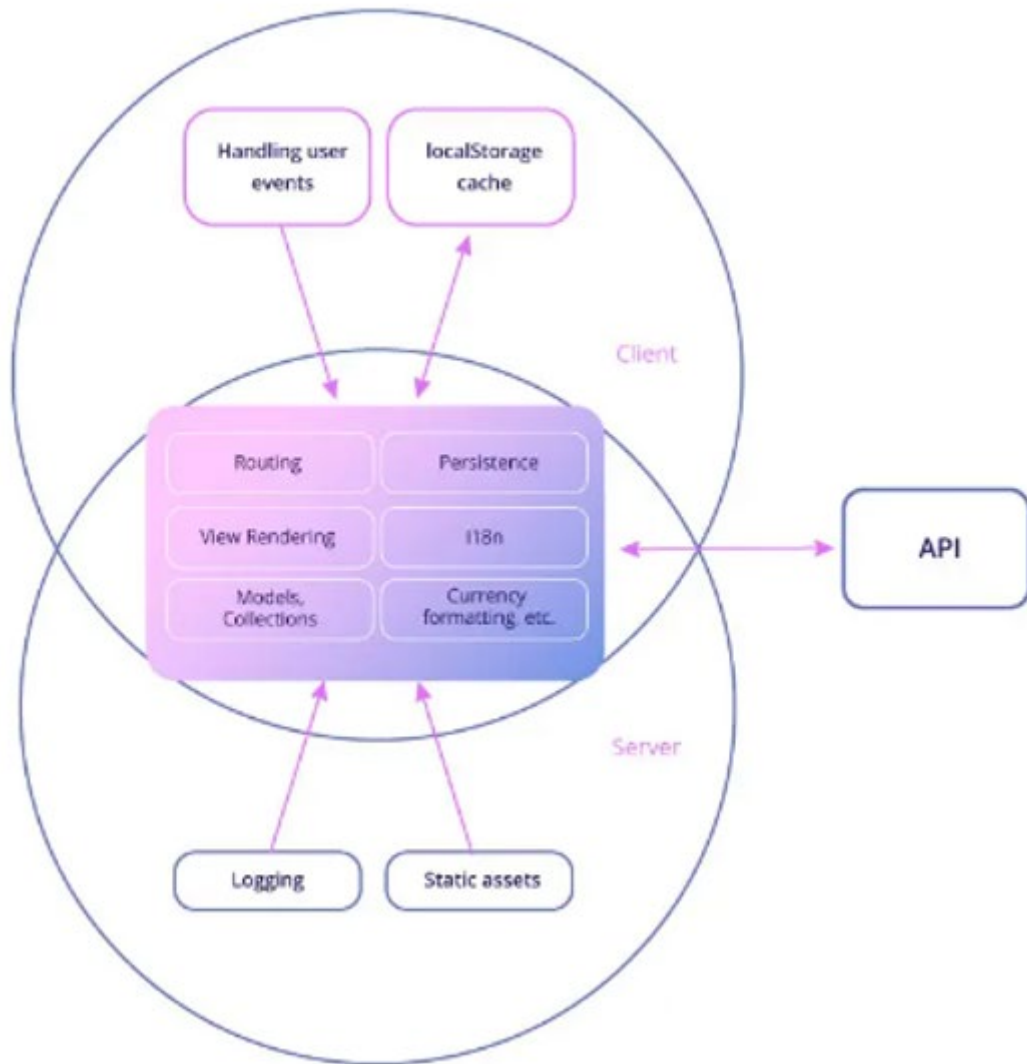 Handling user
events
localStorage
cache
Client
Routing
Persistence
View Rendering
I18n
Models,
Collections
Currency
formatting, etc.
API
Server
Logging
Static assets